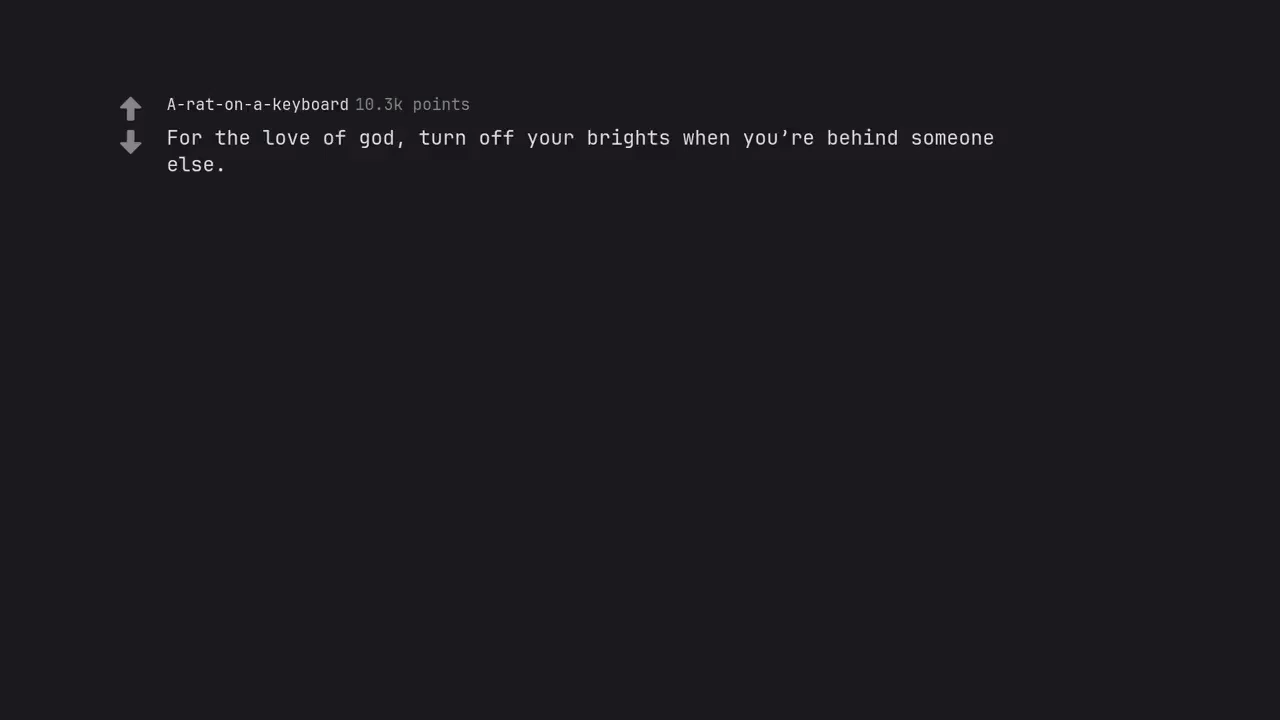 A-rat-on-a-keyboard 10.3k points
For the love of god, turn off your brights when you’re behind someone
else.